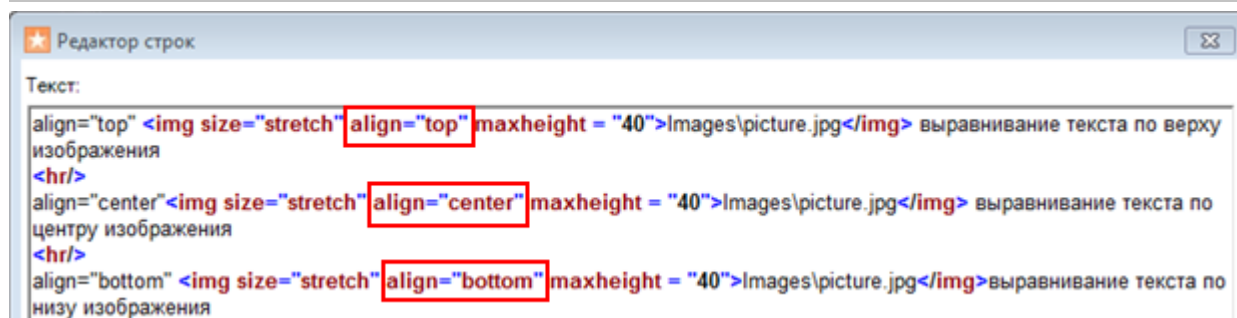 Редактор строк
Текст:
align="top" <img size="stretch" align="top" maxheight = "40">Images\picture.jpg</img> выравнивание текста по верху
изображения
<hr/>
align="center"<img size="stretch" align="center" maxheight = "40">Images\picture.jpg</img> выравнивание текста по
центру изображения
<hr/>
align="bottom" <img size="stretch" align="bottom" maxheight = "40">Images\picture.jpg</img>выравнивание текста по
низу изображения